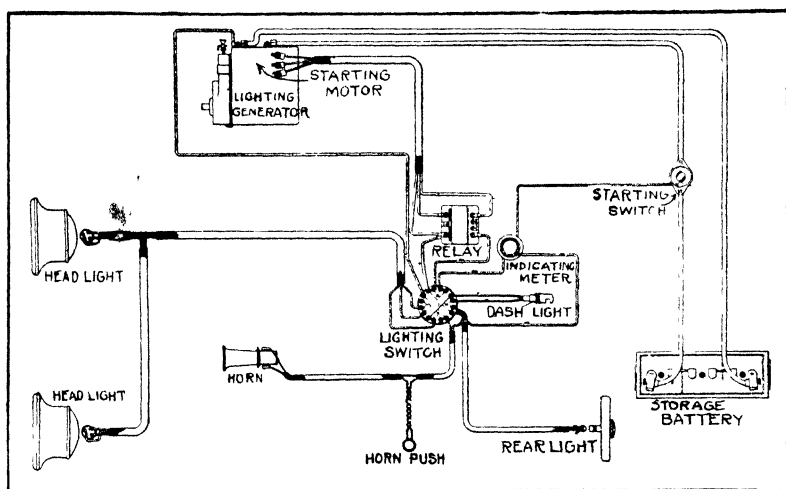 STARTING
MOTOR
LIGHTING
GENERATOR
STARTING
SWITCH
RELAY
INDICATING
METER
HEAD LIGHT
DASH LIGHT
LIGHTING
SWITCH
HORN
HEAD LIGHT
STORAGE
BATTERY
REAR LIGHT
HORN PUSH